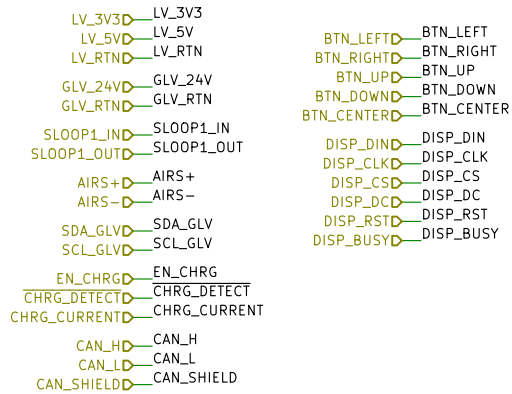 LV_3V3 LV_3V3
LV_5V LV_5V
LV_RTN LV_RTN
GLV_24V GLV_24V
GLV_RTN GLV_RTN
SLOOP1_IN SLOOP1_IN
SLOOP1_OUT SLOOP1_OUT
AIRS+ AIRS+
AIRS− AIRS−
SDA_GLV SDA_GLV
SCL_GLV SCL_GLV
EN_CHRG EN_CHRG
CHRG_DETECT CHRG_DETECT
CHRG_CURRENT CHRG_CURRENT
CAN_H CAN_H
CAN_L CAN_L
CAN_SHIELD CAN_SHIELD
BTN_LEFT BTN_LEFT
BTN_RIGHT BTN_RIGHT
BTN_UP BTN_UP
BTN_DOWN BTN_DOWN
BTN_CENTER BTN_CENTER
DISP_DIN DISP_DIN
DISP_CLK DISP_CLK
DISP_CS DISP_CS
DISP_DC DISP_DC
DISP_RST DISP_RST
DISP_BUSY DISP_BUSY